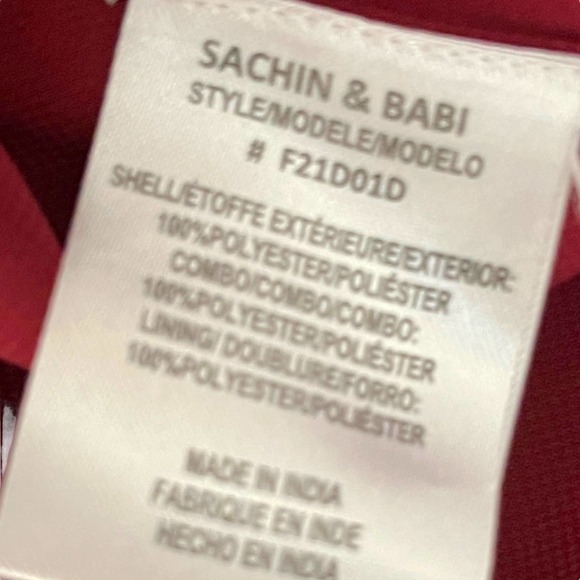 SACHIN & BABI
STYLE/MODELE/MODELO
# F21D01D
SHELL/ÉTOFFE EXTÉRIEURE/EXTERIOR:
100%POLYESTER/POLIÉSTER
COMBO/COMBO/COMBO:
100%POLYESTER/POLIÉSTER
LINING/ DOUBLURE/FORRO:
100%POLYESTER/POLIÉSTER
MADE IN INDIA
FABRIQUE EN INDE
HECHO EN INDIA